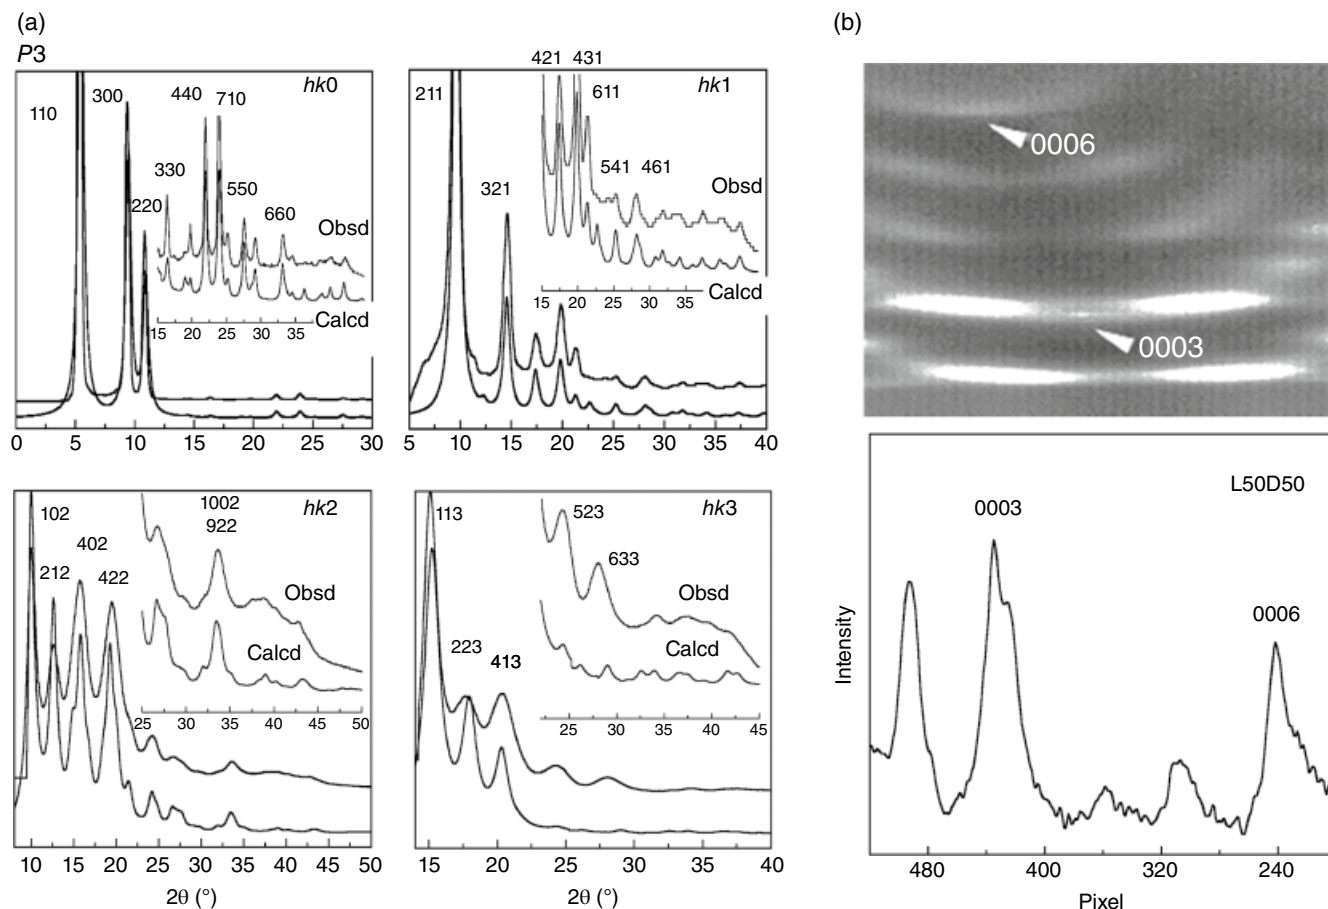 (a)
P3
hk0
110
300
440
710
330
220
550
660
Obsd
Calcd
15 20 25 30 35
0 5 10 15 20 25 30
hk1
421 431
211
611
541 461
321
Obsd
Calcd
15 20 25 30 35
5 10 15 20 25 30 35 40
hk2
102
1002
922
402
212
422
Obsd
Calcd
25 30 35 40 45 50
10 15 20 25 30 35 40 45 50
2θ (°)
hk3
113
523
633
223
413
Obsd
Calcd
25 30 35 40 45
15 20 25 30 35 40
2θ (°)
(b)
0006
0003
L50D50
0003
0006
Intensity
480 400 320 240
Pixel